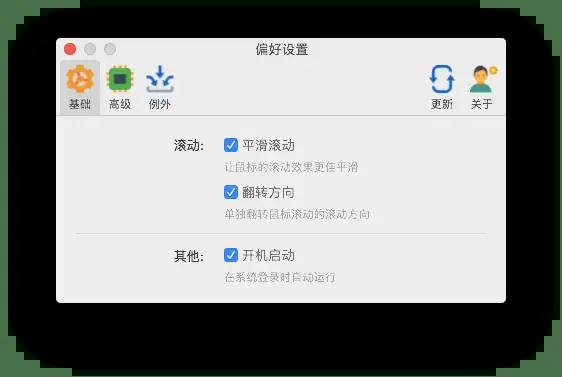 偏好设置
基础 高级 例外 更新 关于
滚动: 平滑滚动
让鼠标的滚动效果更佳平滑
翻转方向
单独翻转鼠标滚动的滚动方向
其他: 开机启动
在系统登录时自动运行